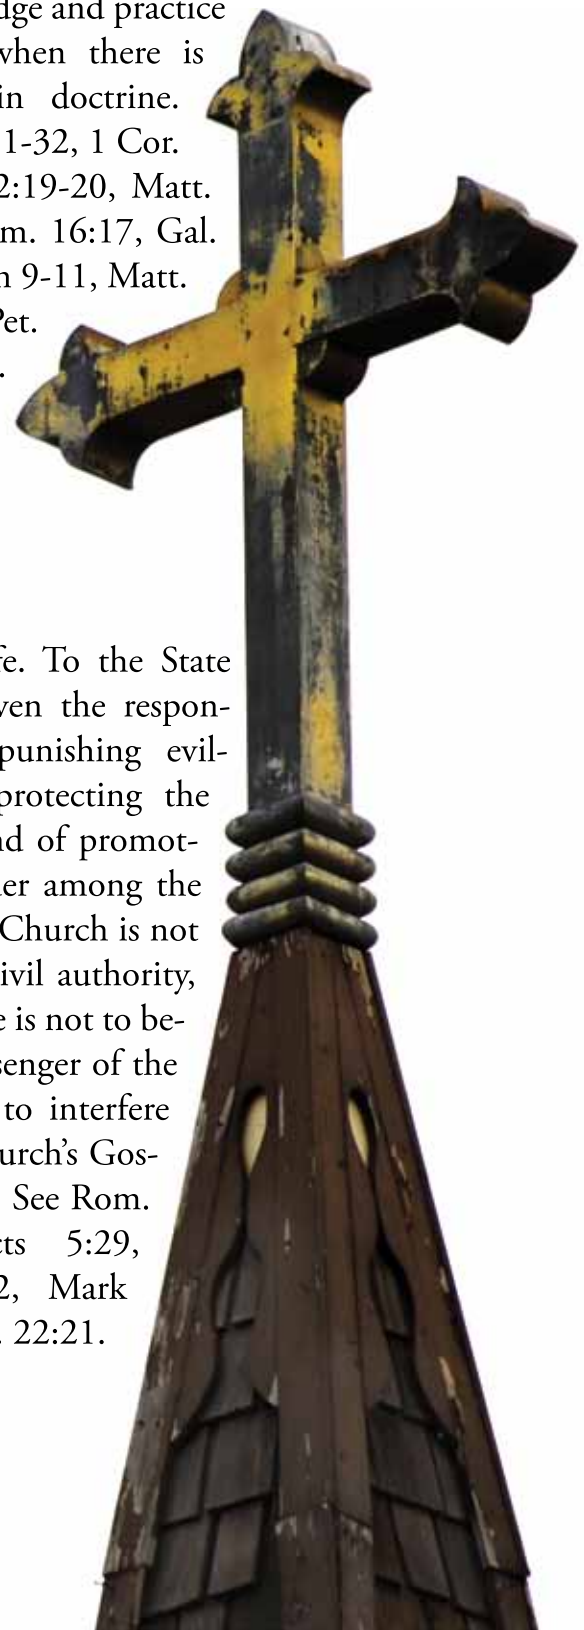 dge and practice
when there is
in doctrine.
1-32, 1 Cor.
2:19-20, Matt.
m. 16:17, Gal.
n 9-11, Matt.
Pet.
.
fe. To the State
ven the respon-
punishing evil-
protecting the
nd of promot-
er among the
Church is not
ivil authority,
e is not to be-
senger of the
to interfere
urch’s Gos-
See Rom.
cts 5:29,
2, Mark
. 22:21.